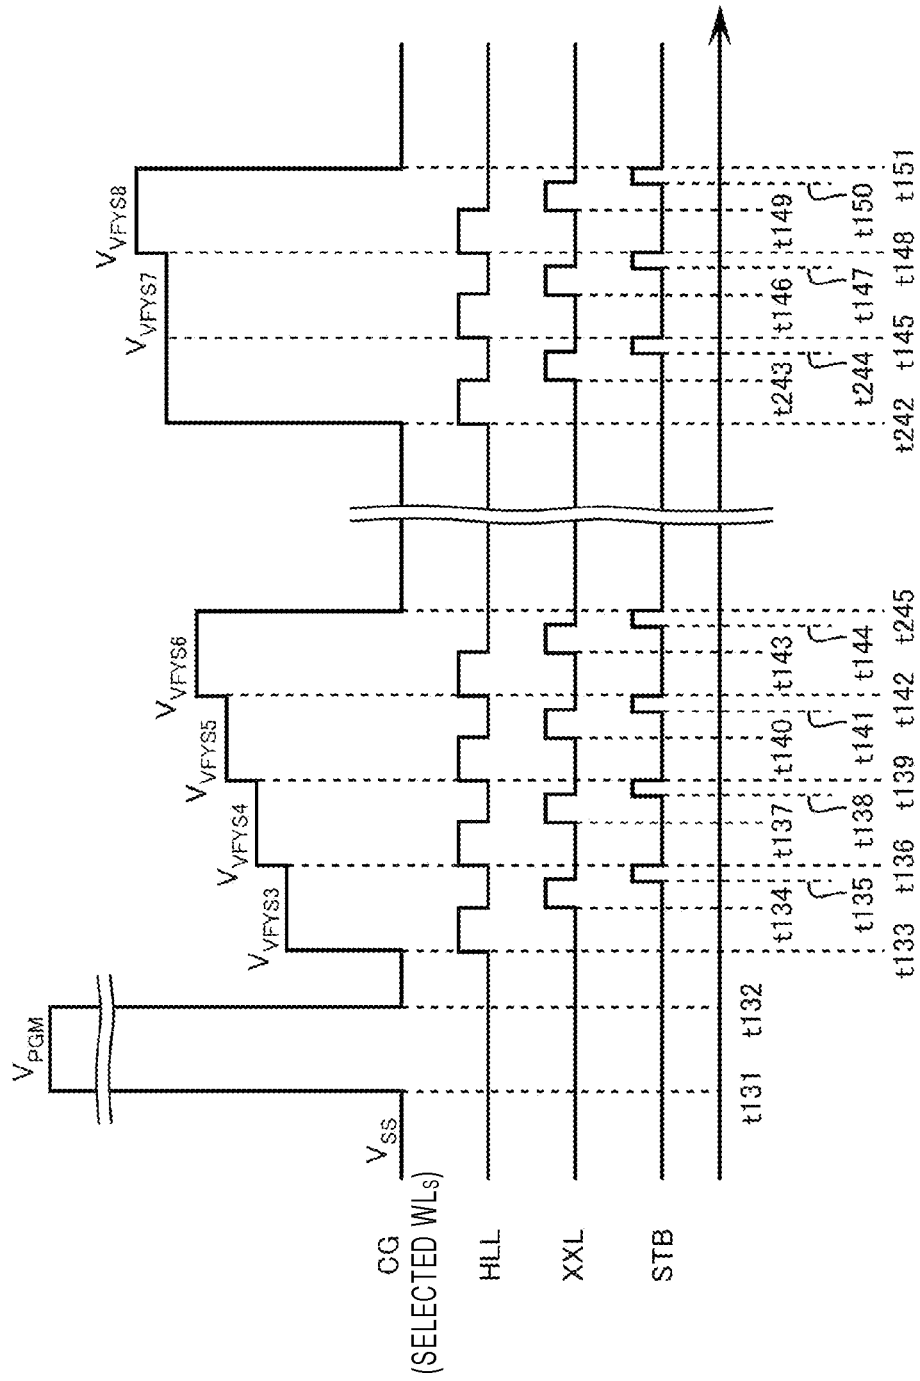 V_PGM
V_SS
V_VFYS3
V_VFYS4
V_VFYS5
V_VFYS6
V_VFYS7
V_VFYS8
CG
(SELECTED WLs)
HLL
XXL
STB
t131
t132
t133
t134
t135
t136
t137
t138
t139
t140
t141
t142
t143
t144
t245
t242
t243
t244
t145
t146
t147
t148
t149
t150
t151